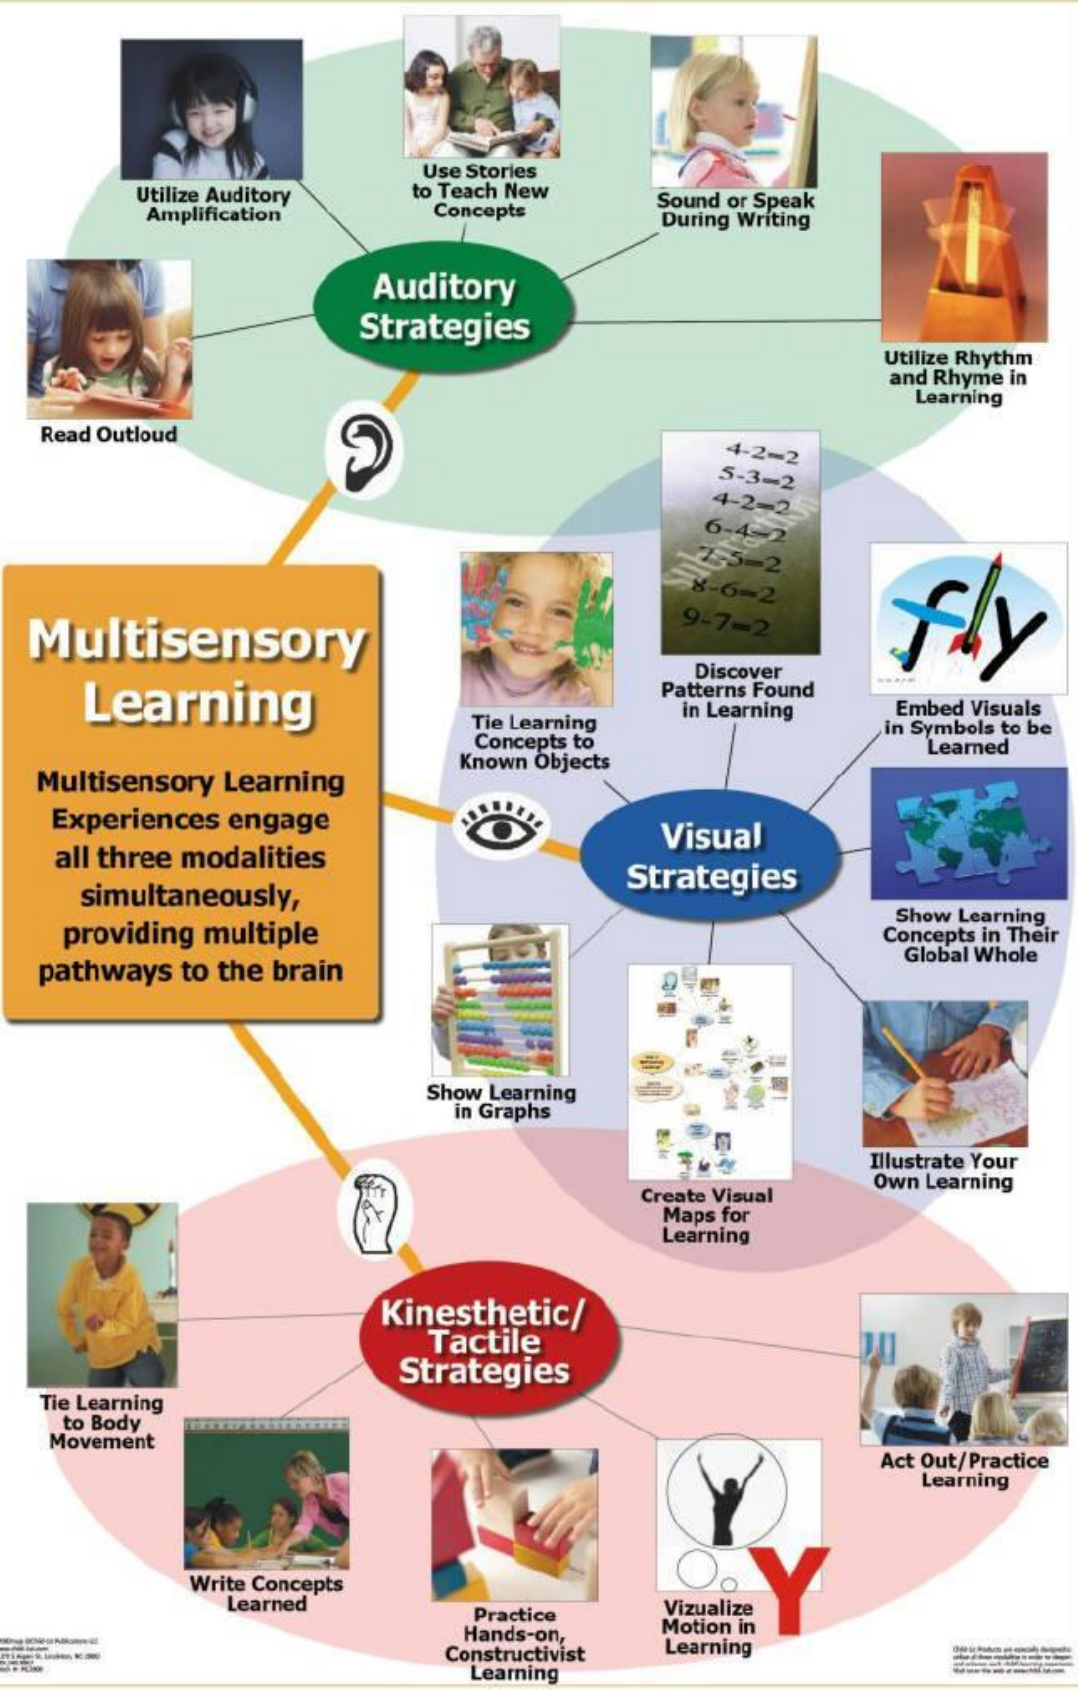 Utilize Auditory
Amplification
Use Stories
to Teach New
Concepts
Sound or Speak
During Writing
Utilize Rhythm
and Rhyme in
Learning
Read Outloud
Auditory
Strategies
Multisensory
Learning
Multisensory Learning
Experiences engage
all three modalities
simultaneously,
providing multiple
pathways to the brain
4-2=2
5-3=2
4-2=2
6-4=2
7-5=2
8-6=2
9-7=2
subtraction
Discover
Patterns Found
in Learning
Tie Learning
Concepts to
Known Objects
fly
Embed Visuals
in Symbols to be
Learned
Visual
Strategies
Show Learning
Concepts in Their
Global Whole
Show Learning
in Graphs
Create Visual
Maps for
Learning
Illustrate Your
Own Learning
Kinesthetic/
Tactile
Strategies
Tie Learning
to Body
Movement
Write Concepts
Learned
Practice
Hands-on,
Constructivist
Learning
Y
Vizualize
Motion in
Learning
Act Out/Practice
Learning